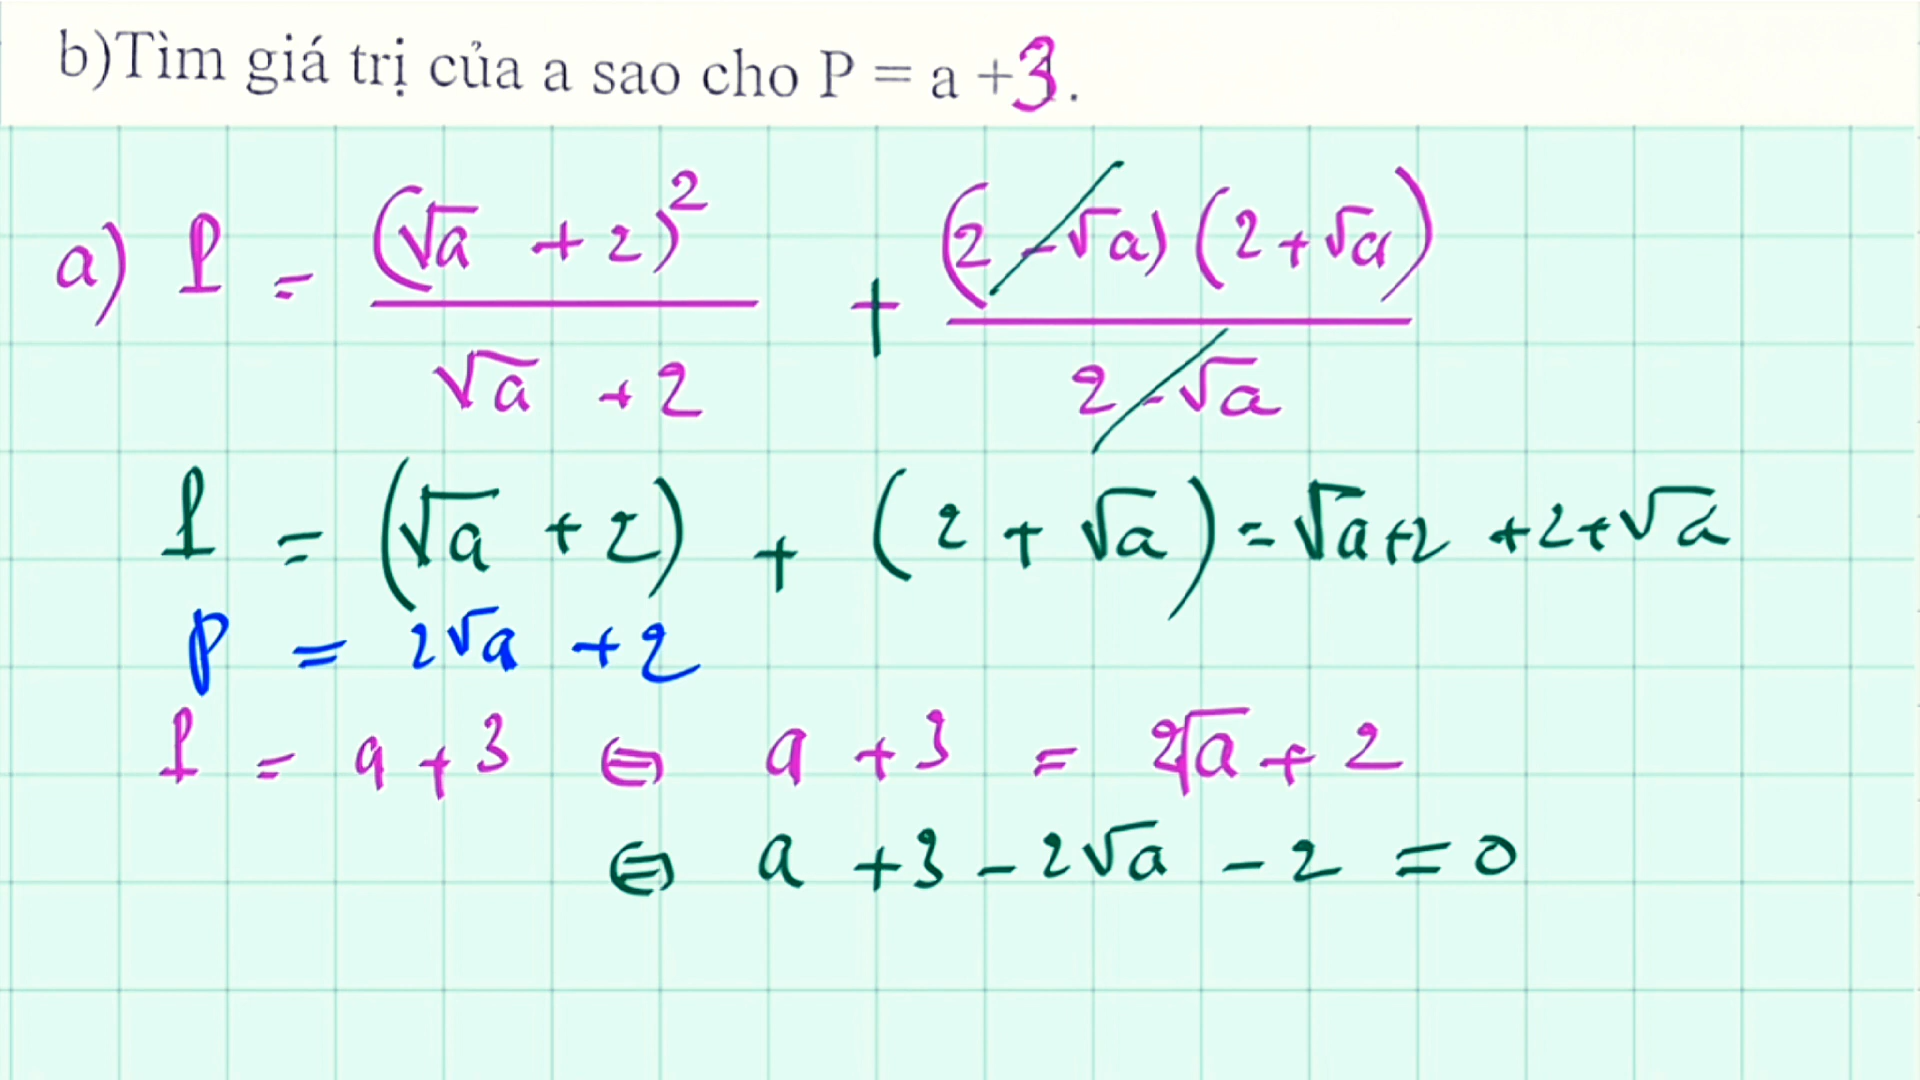 b)Tìm giá trị của a sao cho P = a +3.
a) P = (√a + 2)² / (√a + 2) + (2 - √a) (2 + √a) / (2 - √a)
P = (√a + 2) + (2 + √a) = √a + 2 + 2 + √a
P = 2√a + 2
P = a + 3 ⇔ a + 3 = 2√a + 2
⇔ a + 3 - 2√a - 2 = 0